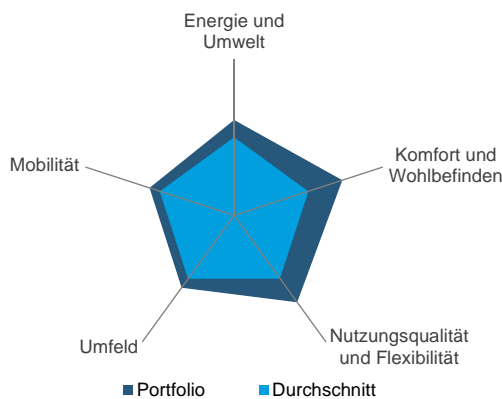 Energie und
Umwelt
Komfort und
Wohlbefinden
Mobilität
Nutzungsqualität
und Flexibilität
Umfeld
Portfolio
Durchschnitt